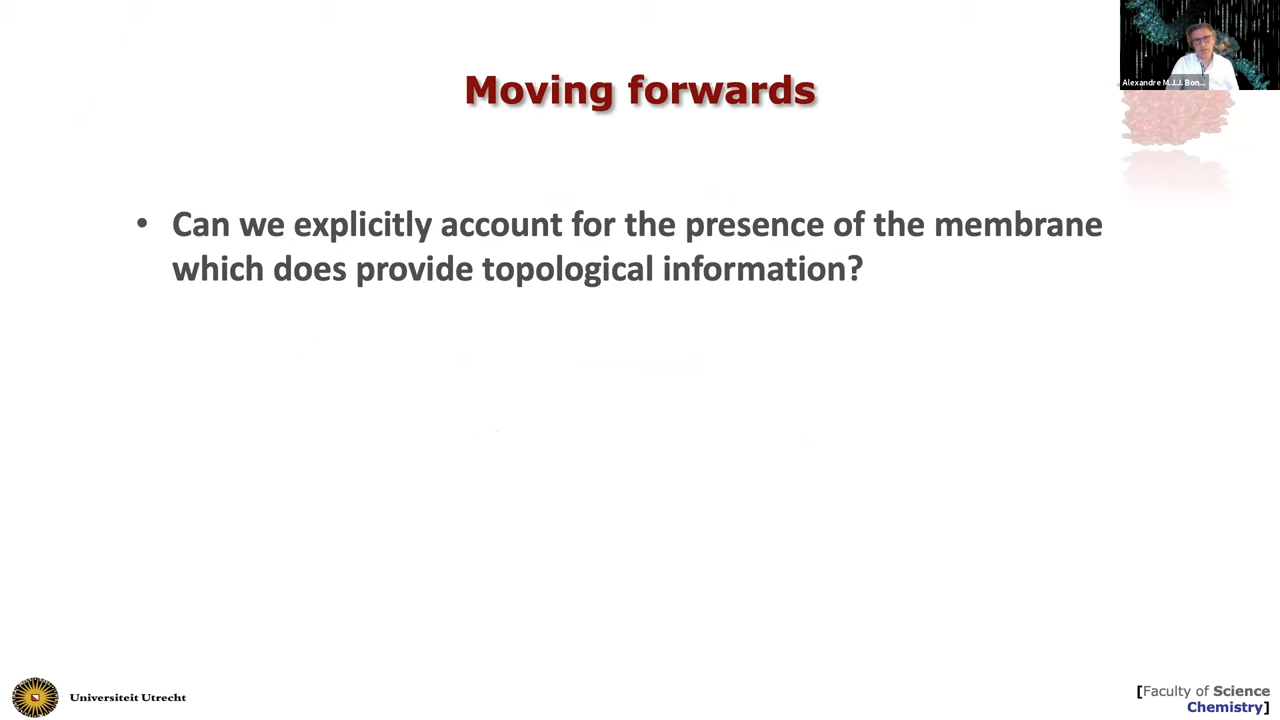 Alexandre M.J.J. Bon...
Moving forwards
• Can we explicitly account for the presence of the membrane
which does provide topological information?
Universiteit Utrecht
[Faculty of Science
Chemistry]